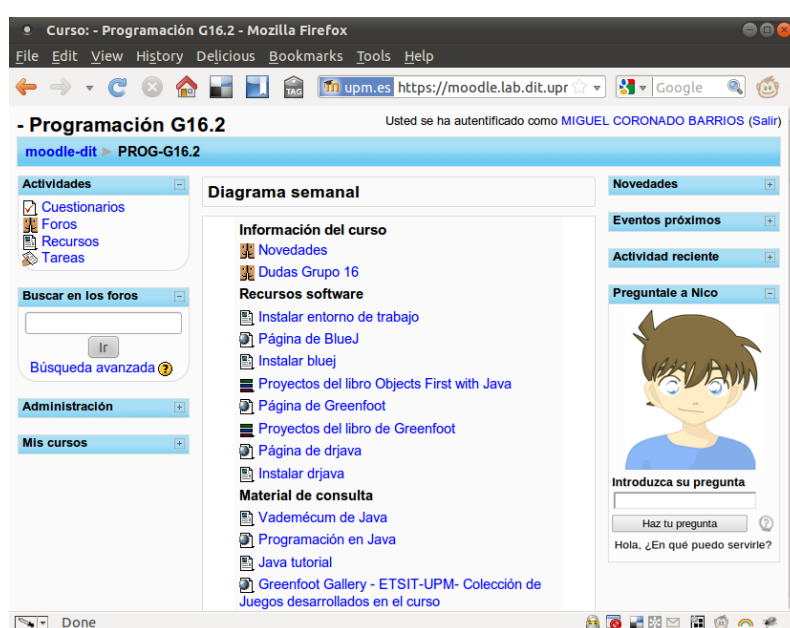 Curso: - Programación G16.2 - Mozilla Firefox
File Edit View History Delicious Bookmarks Tools Help
TAG upm.es https://moodle.lab.dit.upr Google
- Programación G16.2
Usted se ha autentificado como MIGUEL CORONADO BARRIOS (Salir)
moodle-dit ► PROG-G16.2
Actividades
Cuestionarios
Foros
Recursos
Tareas
Buscar en los foros
Ir
Búsqueda avanzada ?
Administración
Mis cursos
Diagrama semanal
Información del curso
Novedades
Dudas Grupo 16
Recursos software
Instalar entorno de trabajo
Página de BlueJ
Instalar bluej
Proyectos del libro Objects First with Java
Página de Greenfoot
Proyectos del libro de Greenfoot
Página de drjava
Instalar drjava
Material de consulta
Vademécum de Java
Programación en Java
Java tutorial
Greenfoot Gallery - ETSIT-UPM- Colección de
Juegos desarrollados en el curso
Novedades
Eventos próximos
Actividad reciente
Preguntale a Nico
Introduzca su pregunta
Haz tu pregunta ?
Hola, ¿En qué puedo servirle?
Done